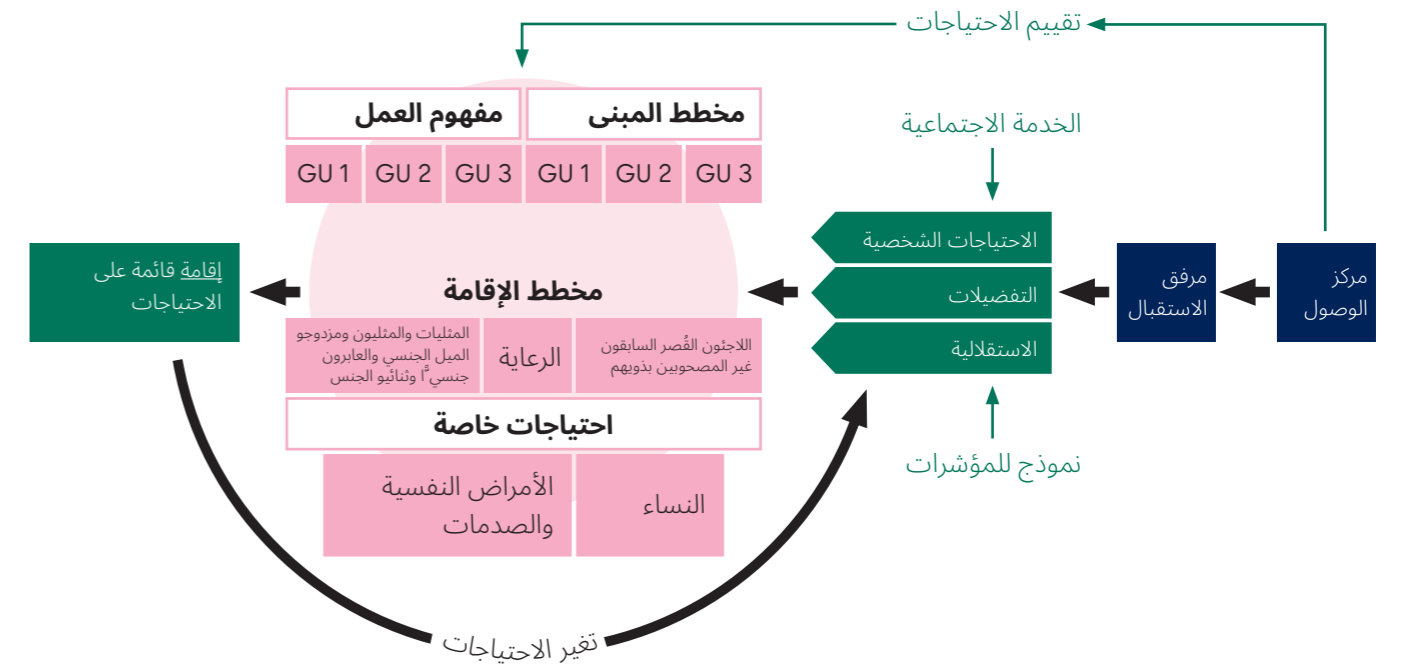 تقييم الاحتياجات
مخطط المبنى
مفهوم العمل
GU 1 GU 2 GU 3 GU 1 GU 2 GU 3
الخدمة الاجتماعية
مركز
الوصول
مرفق
الاستقبال
الاحتياجات الشخصية
التفضيلات
الاستقلالية
نموذج للمؤشرات
مخطط الإقامة
اللاجئون القُصر السابقون
غير المصحوبين بذويهم
الرعاية
المثليات والمثليون ومزدوجو
الميل الجنسي والعابرون
جنسيًّا وثنائيو الجنس
احتياجات خاصة
النساء
الأمراض النفسية
والصدمات
إقامة قائمة على
الاحتياجات
تغير الاحتياجات